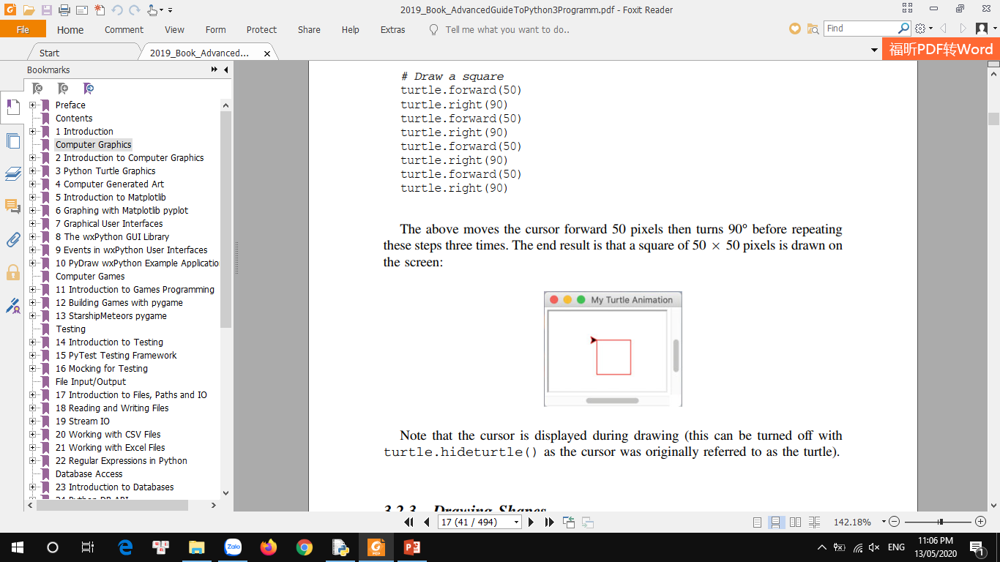 2019_Book_AdvancedGuideToPython3Programm.pdf - Foxit Reader
File Home Comment View Form Protect Share Help Extras Tell me what you want to do.. Find
Start 2019_Book_Advanced... 福昕PDF转Word
Bookmarks
Preface
Contents
1 Introduction
Computer Graphics
2 Introduction to Computer Graphics
3 Python Turtle Graphics
4 Computer Generated Art
5 Introduction to Matplotlib
6 Graphing with Matplotlib pyplot
7 Graphical User Interfaces
8 The wxPython GUI Library
9 Events in wxPython User Interfaces
10 PyDraw wxPython Example Applicatio
Computer Games
11 Introduction to Games Programming
12 Building Games with pygame
13 StarshipMeteors pygame
Testing
14 Introduction to Testing
15 PyTest Testing Framework
16 Mocking for Testing
File Input/Output
17 Introduction to Files, Paths and IO
18 Reading and Writing Files
19 Stream IO
20 Working with CSV Files
21 Working with Excel Files
22 Regular Expressions in Python
Database Access
23 Introduction to Databases
24 Python DB-API
# Draw a square
turtle.forward(50)
turtle.right(90)
turtle.forward(50)
turtle.right(90)
turtle.forward(50)
turtle.right(90)
turtle.forward(50)
turtle.right(90)
The above moves the cursor forward 50 pixels then turns 90° before repeating
these steps three times. The end result is that a square of 50 × 50 pixels is drawn on
the screen:
My Turtle Animation
Note that the cursor is displayed during drawing (this can be turned off with
turtle.hideturtle() as the cursor was originally referred to as the turtle).
3.2.3 Drawing Shapes
17 (41 / 494) 142.18%
Zalo PDF ENG 11:06 PM
13/05/2020 1